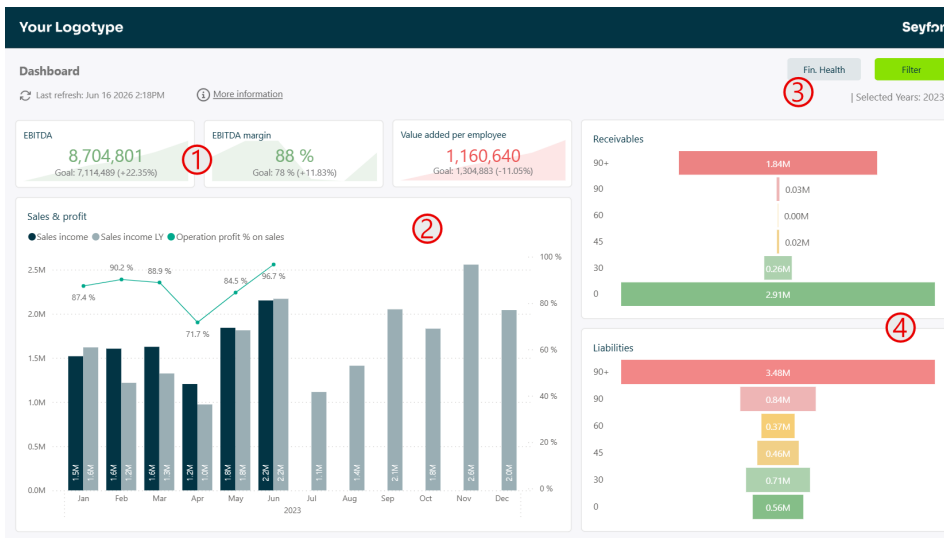 Your Logotype
Seyfor
Dashboard
Fin. Health
Filter
Last refresh: Jun 16 2026 2:18PM
More information
3
| Selected Years: 2023
EBITDA
8,704,801
Goal: 7,114,489 (+22.35%)
1
EBITDA margin
88 %
Goal: 78 % (+11.83%)
Value added per employee
1,160,640
Goal: 1,304,883 (-11.05%)
Receivables
90+
1.84M
90
0.03M
60
0.00M
45
0.02M
30
0.26M
0
2.91M
Sales & profit
2
Sales income
Sales income LY
Operation profit % on sales
2.5M
2.0M
1.5M
1.0M
0.5M
0.0M
87.4 %
90.2 %
88.9 %
71.7 %
84.5 %
96.7 %
100 %
80 %
60 %
40 %
20 %
0 %
1.5M
1.6M
1.6M
1.2M
1.6M
1.3M
1.2M
1.0M
1.8M
1.8M
2.2M
2.2M
1.1M
1.4M
2.1M
1.8M
2.6M
2.0M
Jan
Feb
Mar
Apr
May
Jun
Jul
Aug
Sep
Oct
Nov
Dec
2023
4
Liabilities
90+
3.48M
90
0.84M
60
0.37M
45
0.46M
30
0.71M
0
0.56M